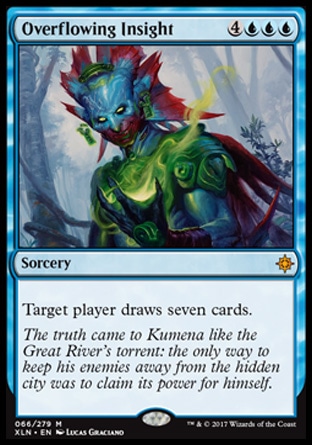 Overflowing Insight 4
Sorcery
Target player draws seven cards.
The truth came to Kumena like the
Great River's torrent: the only way to
keep his enemies away from the hidden
city was to claim its power for himself.
066/279 M
XLN • EN Lucas Graciano ™ & © 2017 Wizards of the Coast